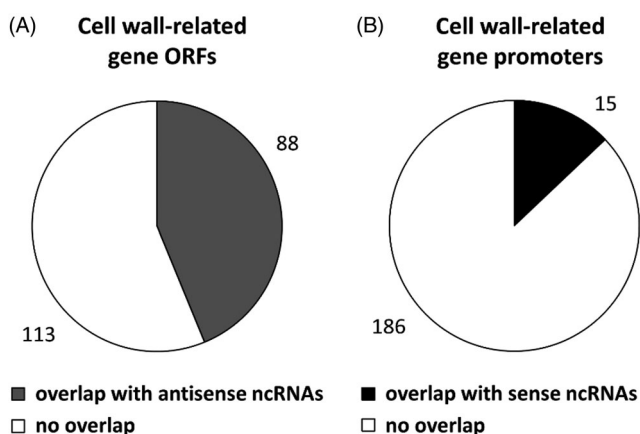 (A)
Cell wall-related
gene ORFs
88
113
overlap with antisense ncRNAs
no overlap
(B)
Cell wall-related
gene promoters
15
186
overlap with sense ncRNAs
no overlap